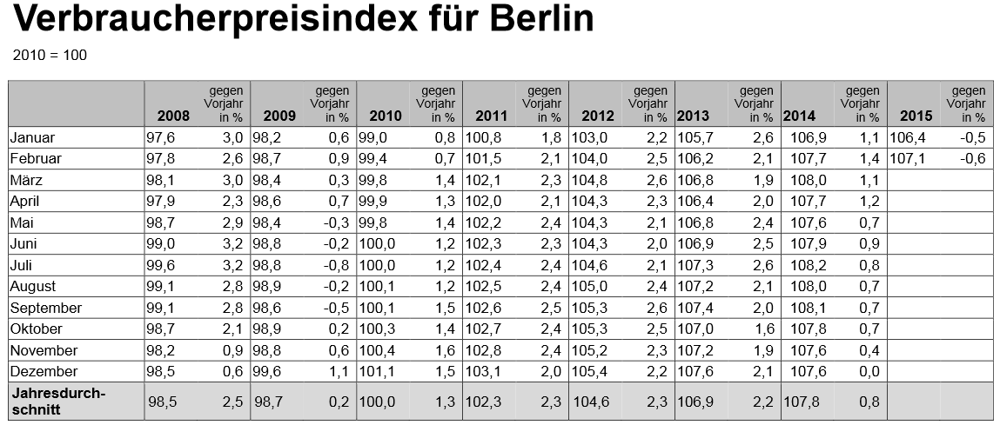 Verbraucherpreisindex für Berlin
2010 = 100
2008 gegen Vorjahr in % 2009 gegen Vorjahr in % 2010 gegen Vorjahr in % 2011 gegen Vorjahr in % 2012 gegen Vorjahr in % 2013 gegen Vorjahr in % 2014 gegen Vorjahr in % 2015 gegen Vorjahr in %
Januar 97,6 3,0 98,2 0,6 99,0 0,8 100,8 1,8 103,0 2,2 105,7 2,6 106,9 1,1 106,4 -0,5
Februar 97,8 2,6 98,7 0,9 99,4 0,7 101,5 2,1 104,0 2,5 106,2 2,1 107,7 1,4 107,1 -0,6
März 98,1 3,0 98,4 0,3 99,8 1,4 102,1 2,3 104,8 2,6 106,8 1,9 108,0 1,1
April 97,9 2,3 98,6 0,7 99,9 1,3 102,0 2,1 104,3 2,3 106,4 2,0 107,7 1,2
Mai 98,7 2,9 98,4 -0,3 99,8 1,4 102,2 2,4 104,3 2,1 106,8 2,4 107,6 0,7
Juni 99,0 3,2 98,8 -0,2 100,0 1,2 102,3 2,3 104,3 2,0 106,9 2,5 107,9 0,9
Juli 99,6 3,2 98,8 -0,8 100,0 1,2 102,4 2,4 104,6 2,1 107,3 2,6 108,2 0,8
August 99,1 2,8 98,9 -0,2 100,1 1,2 102,5 2,4 105,0 2,4 107,2 2,1 108,0 0,7
September 99,1 2,8 98,6 -0,5 100,1 1,5 102,6 2,5 105,3 2,6 107,4 2,0 108,1 0,7
Oktober 98,7 2,1 98,9 0,2 100,3 1,4 102,7 2,4 105,3 2,5 107,0 1,6 107,8 0,7
November 98,2 0,9 98,8 0,6 100,4 1,6 102,8 2,4 105,2 2,3 107,2 1,9 107,6 0,4
Dezember 98,5 0,6 99,6 1,1 101,1 1,5 103,1 2,0 105,4 2,2 107,6 2,1 107,6 0,0
Jahresdurch-
schnitt 98,5 2,5 98,7 0,2 100,0 1,3 102,3 2,3 104,6 2,3 106,9 2,2 107,8 0,8